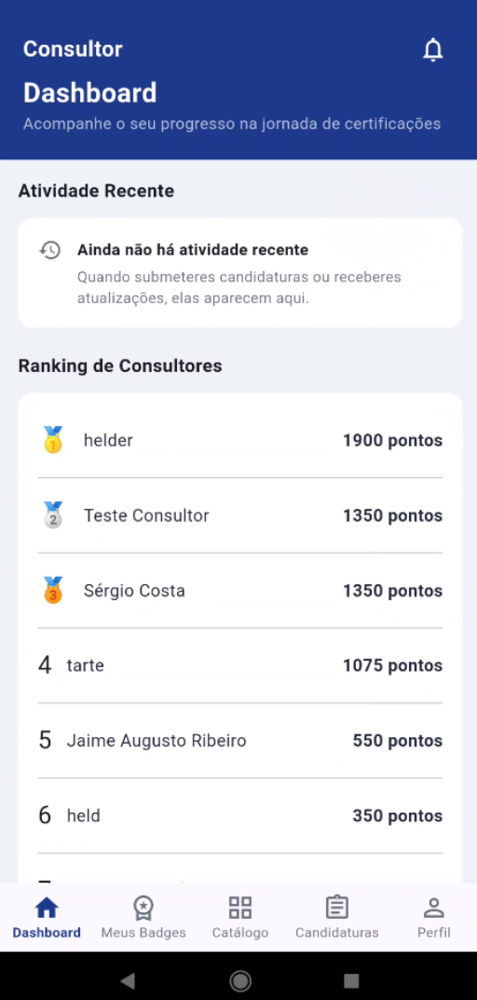 Consultor
Dashboard
Acompanhe o seu progresso na jornada de certificações
Atividade Recente
Ainda não há atividade recente
Quando submeteres candidaturas ou receberes
atualizações, elas aparecem aqui.
Ranking de Consultores
1 helder 1900 pontos
2 Teste Consultor 1350 pontos
3 Sérgio Costa 1350 pontos
4 tarte 1075 pontos
5 Jaime Augusto Ribeiro 550 pontos
6 held 350 pontos
Dashboard Meus Badges Catálogo Candidaturas Perfil